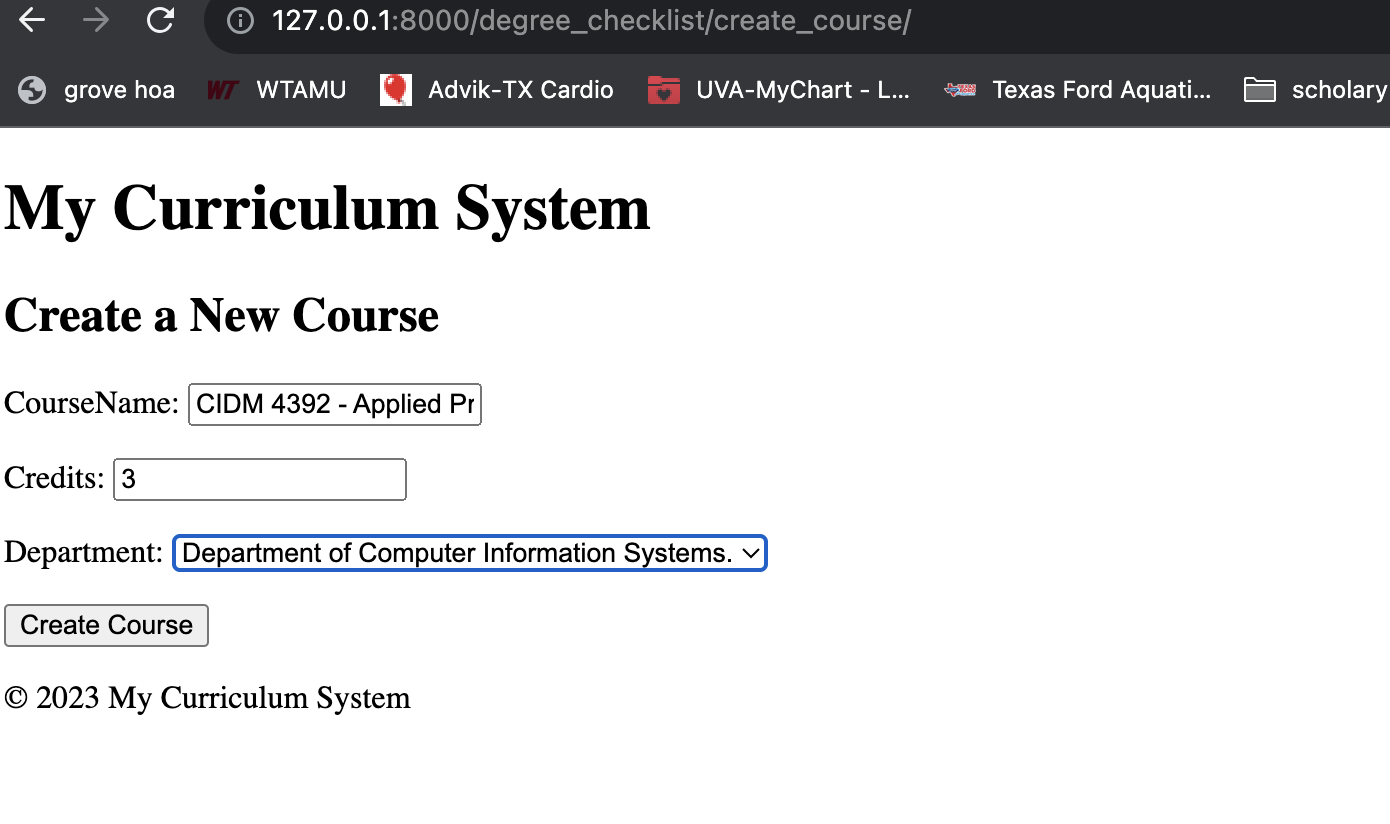 127.0.0.1:8000/degree_checklist/create_course/
grove hoa WT WTAMU Advik-TX Cardio UVA-MyChart - L... Texas Ford Aquati... scholary
My Curriculum System
Create a New Course
CourseName: CIDM 4392 - Applied Pr
Credits: 3
Department: Department of Computer Information Systems.
Create Course
© 2023 My Curriculum System